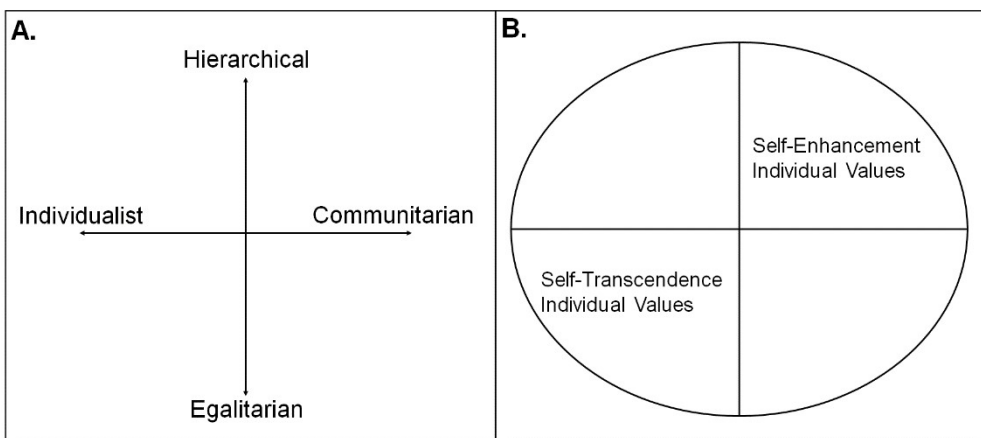 A.
Hierarchical
Individualist
Communitarian
Egalitarian
B.
Self-Enhancement
Individual Values
Self-Transcendence
Individual Values